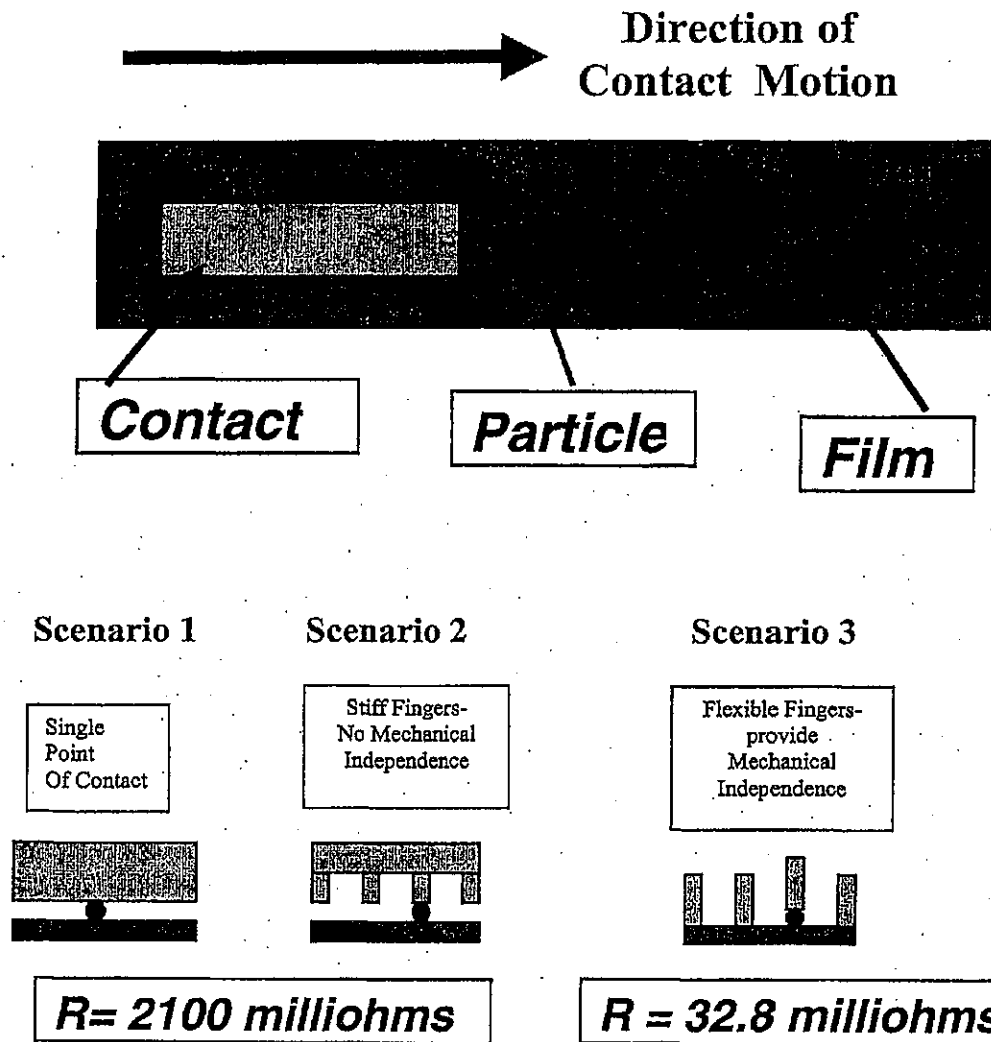 Direction of
Contact Motion
Contact
Particle
Film
Scenario 1
Scenario 2
Scenario 3
Single
Point
Of Contact
Stiff Fingers-
No Mechanical
Independence
Flexible Fingers-
provide
Mechanical
Independence
R= 2100 milliohms
R = 32.8 milliohms